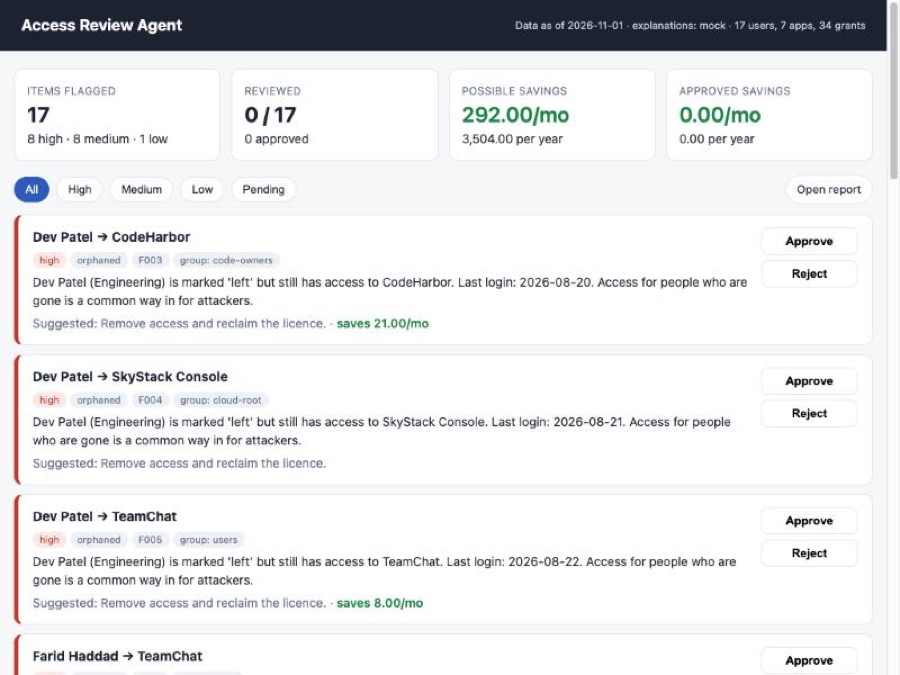 Access Review Agent
Data as of 2026-11-01 · explanations: mock · 17 users, 7 apps, 34 grants
ITEMS FLAGGED
17
8 high · 8 medium · 1 low
REVIEWED
0 / 17
0 approved
POSSIBLE SAVINGS
292.00/mo
3,504.00 per year
APPROVED SAVINGS
0.00/mo
0.00 per year
All High Medium Low Pending Open report
Dev Patel → CodeHarbor
high orphaned F003 group: code-owners
Dev Patel (Engineering) is marked 'left' but still has access to CodeHarbor. Last login: 2026-08-20. Access for people who are
gone is a common way in for attackers.
Suggested: Remove access and reclaim the licence. · saves 21.00/mo
Approve
Reject
Dev Patel → SkyStack Console
high orphaned F004 group: cloud-root
Dev Patel (Engineering) is marked 'left' but still has access to SkyStack Console. Last login: 2026-08-21. Access for people
who are gone is a common way in for attackers.
Suggested: Remove access and reclaim the licence.
Approve
Reject
Dev Patel → TeamChat
high orphaned F005 group: users
Dev Patel (Engineering) is marked 'left' but still has access to TeamChat. Last login: 2026-08-22. Access for people who are
gone is a common way in for attackers.
Suggested: Remove access and reclaim the licence. · saves 8.00/mo
Approve
Reject
Farid Haddad → TeamChat
Approve